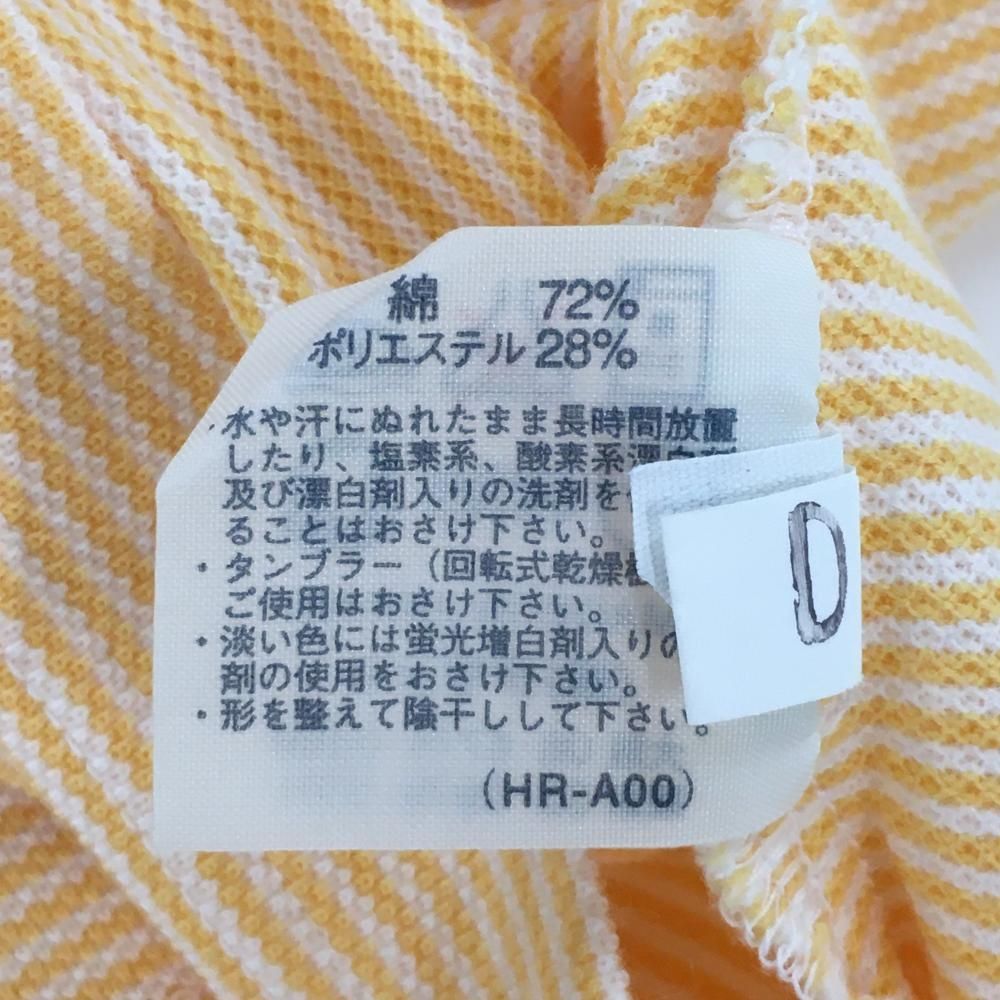 綿 72%
ポリエステル 28%
・水や汗にぬれたまま長時間放置
したり、塩素系、酸素系漂白
及び漂白剤入りの洗剤を
ることはおさけ下さい。
・タンブラー（回転式乾燥
ご使用はおさけ下さい。
・淡い色には蛍光増白剤入りの
剤の使用をおさけ下さい。
・形を整えて陰干しして下さい。
（HR-A00）
D